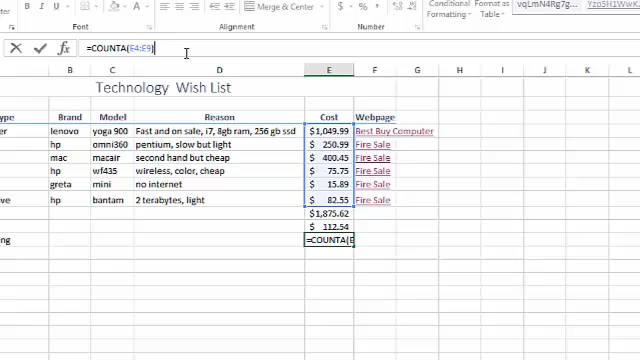 B I U A
Merge & Center
$ % ,
Conditional Format as
Formatting Table
vqLmN4Rg7...
Yzp5H1WwKz
Font Alignment Number
=COUNTA(E4:E9)
B C D E F G H I J K L
Technology Wish List
ype Brand Model Reason Cost Webpage
er lenovo yoga 900 Fast and on sale, i7, 8gb ram, 256 gb ssd $1,049.99 Best Buy Computer
hp omni360 pentium, slow but light $ 250.99 Fire Sale
mac macair second hand but cheap $ 400.45 Fire Sale
hp wf435 wireless, color, cheap $ 75.75 Fire Sale
greta mini no internet $ 15.89 Fire Sale
ve hp bantam 2 terabytes, light $ 82.55 Fire Sale
$1,875.62
$ 112.54
ng =COUNTA(E